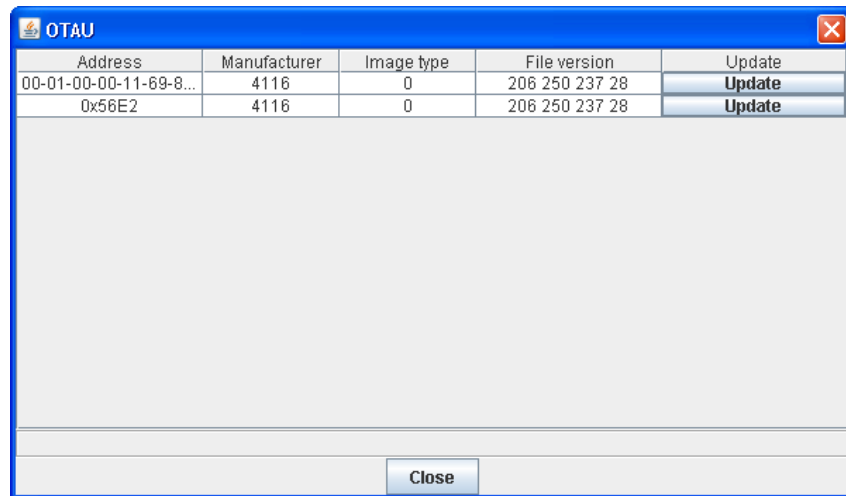 OTAU
Address Manufacturer Image type File version Update
00-01-00-00-11-69-8... 4116 0 206 250 237 28 Update
0x56E2 4116 0 206 250 237 28 Update
Close